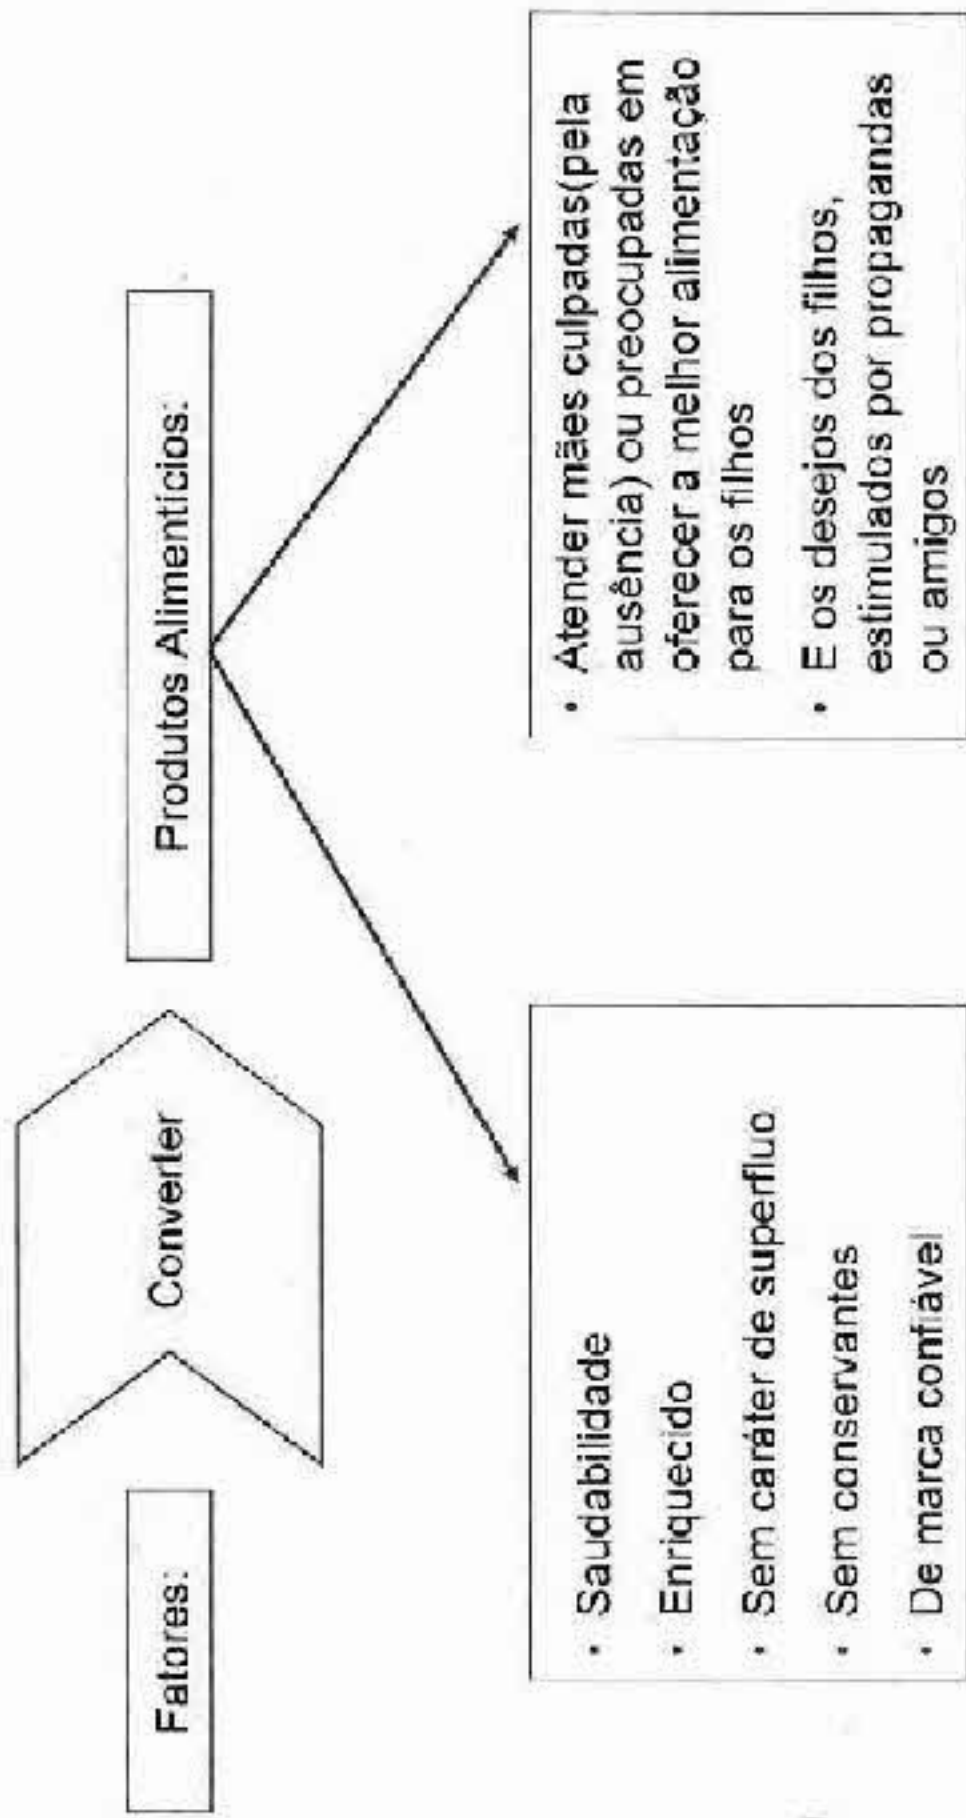 Fatores:
Converter
Produtos Alimentícios:
• Saudabilidade
• Enriquecido
• Sem caráter de superfluo
• Sem conservantes
• De marca confiável
• Atender mães culpadas(pela
ausência) ou preocupadas em
oferecer a melhor alimentação
para os filhos
• E os desejos dos filhos,
estimulados por propagandas
ou amigos